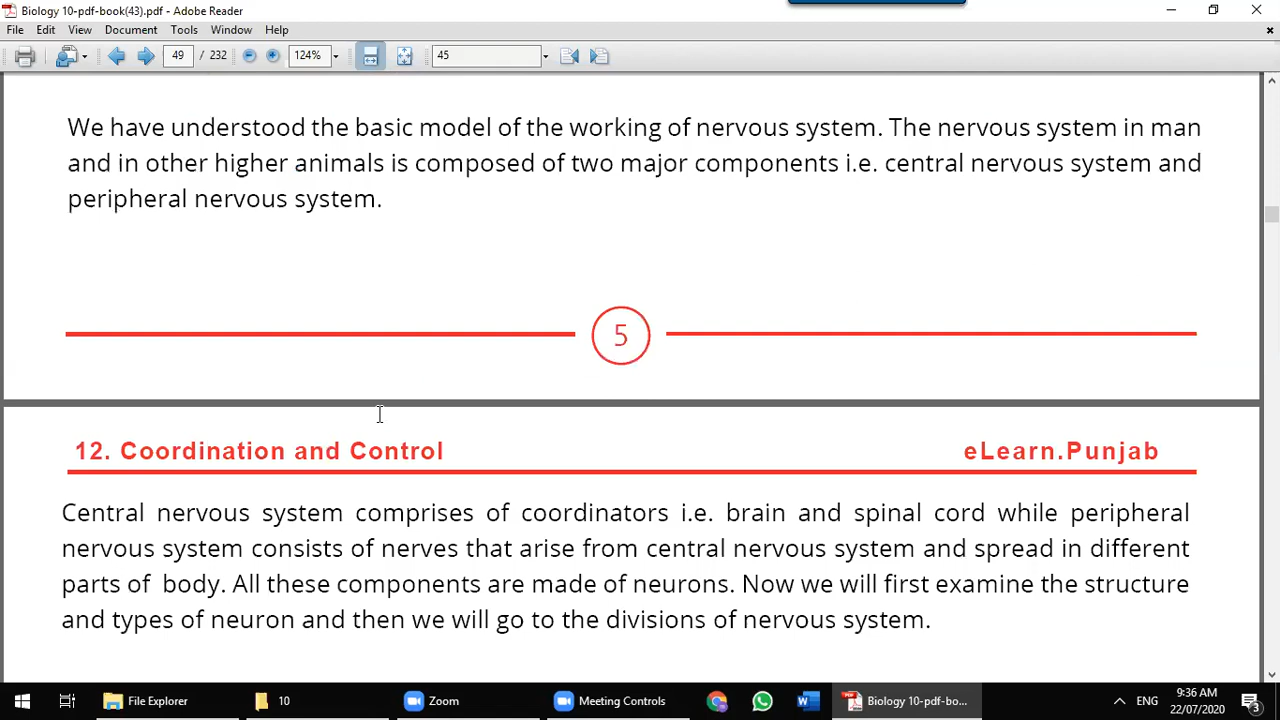 Biology 10-pdf-book(43).pdf - Adobe Reader
File Edit View Document Tools Window Help
49 / 232 124% 45
We have understood the basic model of the working of nervous system. The nervous system in man
and in other higher animals is composed of two major components i.e. central nervous system and
peripheral nervous system.
5
12. Coordination and Control eLearn.Punjab
Central nervous system comprises of coordinators i.e. brain and spinal cord while peripheral
nervous system consists of nerves that arise from central nervous system and spread in different
parts of body. All these components are made of neurons. Now we will first examine the structure
and types of neuron and then we will go to the divisions of nervous system.
File Explorer 10 Zoom Meeting Controls Biology 10-pdf-bo... ENG 9:36 AM
22/07/2020 3